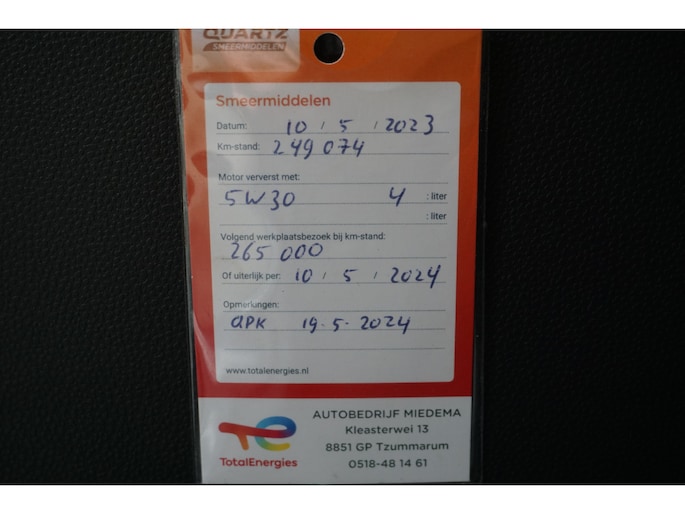 QUARTZ
SMEERMIDDELEN
Smeermiddelen
Datum: 10 / 5 / 2023
Km-stand: 249 074
Motor ververst met:
5W30 4 : liter
: liter
Volgend werkplaatsbezoek bij km-stand:
265 000
Of uiterlijk per: 10 / 5 / 2024
Opmerkingen:
APK 19-5-2024
www.totalenergies.nl
TotalEnergies
AUTOBEDRIJF MIEDEMA
Kleasterwei 13
8851 GP Tzummarum
0518-48 14 61